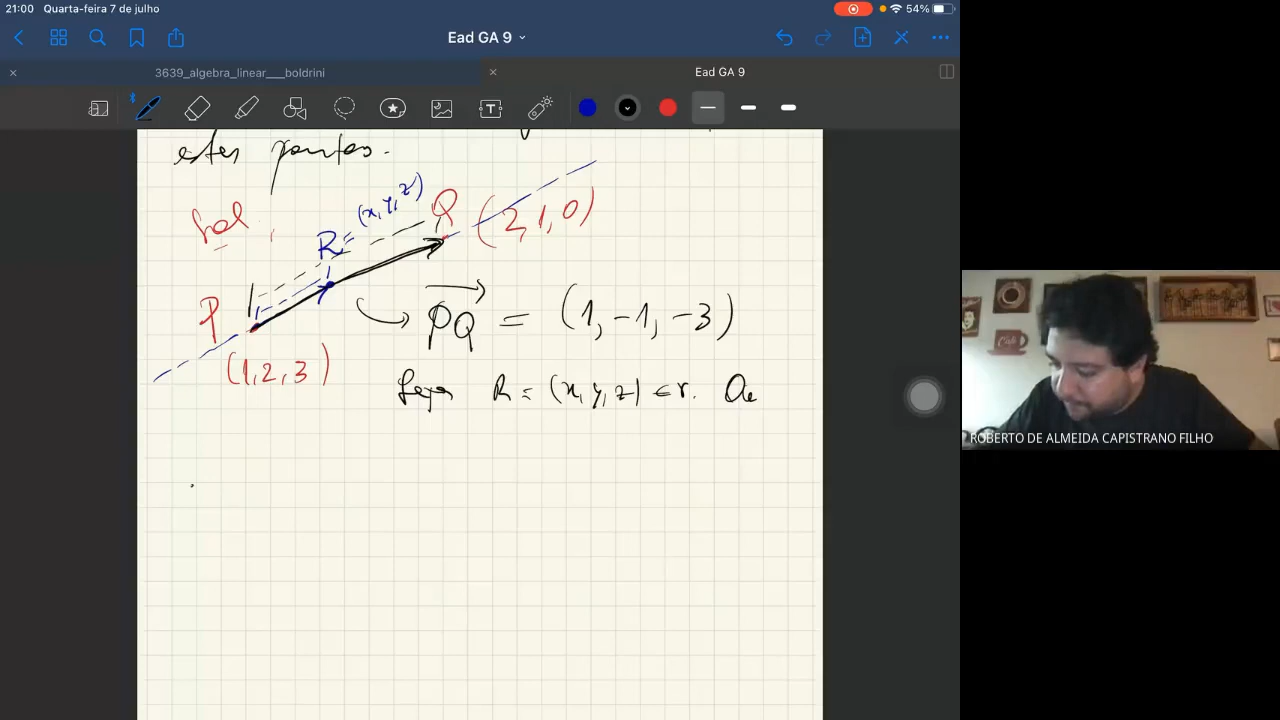 21:00 Quarta-feira 7 de julho
54%
Ead GA 9
3639_algebra_linear___boldrini
Ead GA 9
estes pontos.
Sol.
R = (x, y, z)
Q (2, 1, 0)
P
(1, 2, 3)
PQ = (1, -1, -3)
Seja R = (x, y, z) ∈ r.
Café
ROBERTO DE ALMEIDA CAPISTRANO FILHO